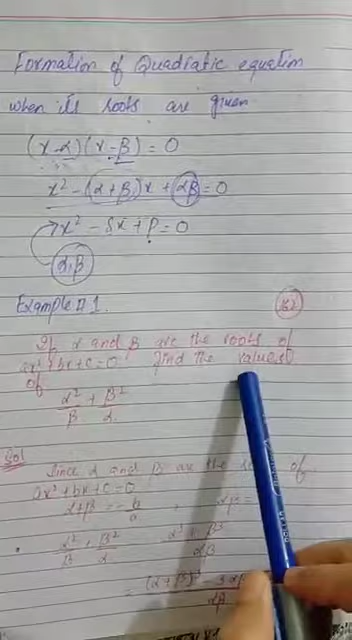 Formation of Quadiatic equation
when its roots are given
(x-α)(x-β)=0
x²-(α+β)x+αβ=0
x²-Sx+P=0
α,β
Example # 1.
If α and β are the roots of
ax²+bx+c=0 find the values
of
α²/β + β²/α
Sol
Since α and β are the of
ax²+bx+c=0
α+β=-b/a , αβ=
α²/β + β²/α α³+β³/αβ
= (α+β)³-3αβ